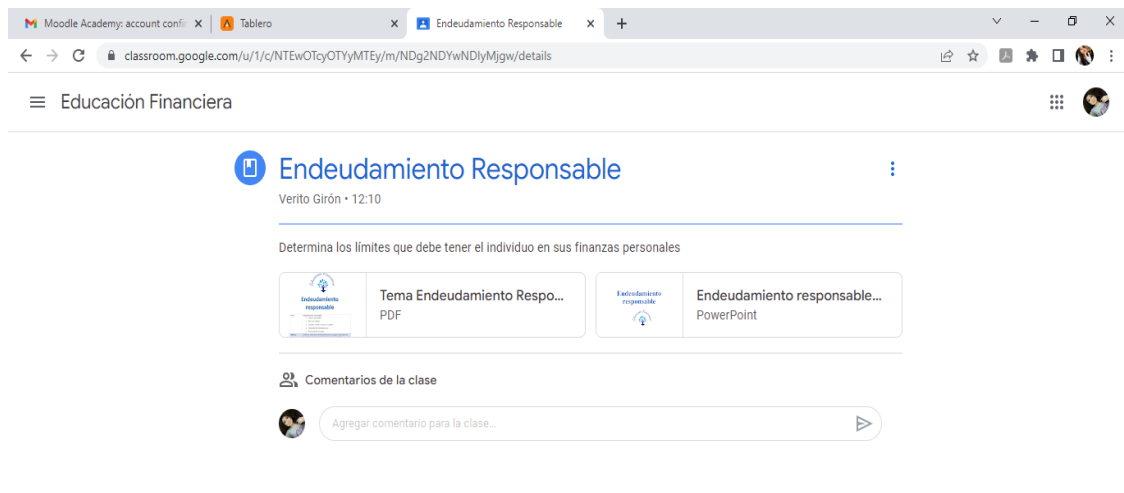 Moodle Academy: account confi
Tablero
Endeudamiento Responsable
classroom.google.com/u/1/c/NTEwOTcyOTYyMTEy/m/NDg2NDYwNDIyMjgw/details
Educación Financiera
Endeudamiento Responsable
Verito Girón • 12:10
Determina los límites que debe tener el individuo en sus finanzas personales
Endeudamiento
responsable
Tema Endeudamiento Respo...
PDF
Endeudamiento
responsable
Endeudamiento responsable...
PowerPoint
Comentarios de la clase
Agregar comentario para la clase...